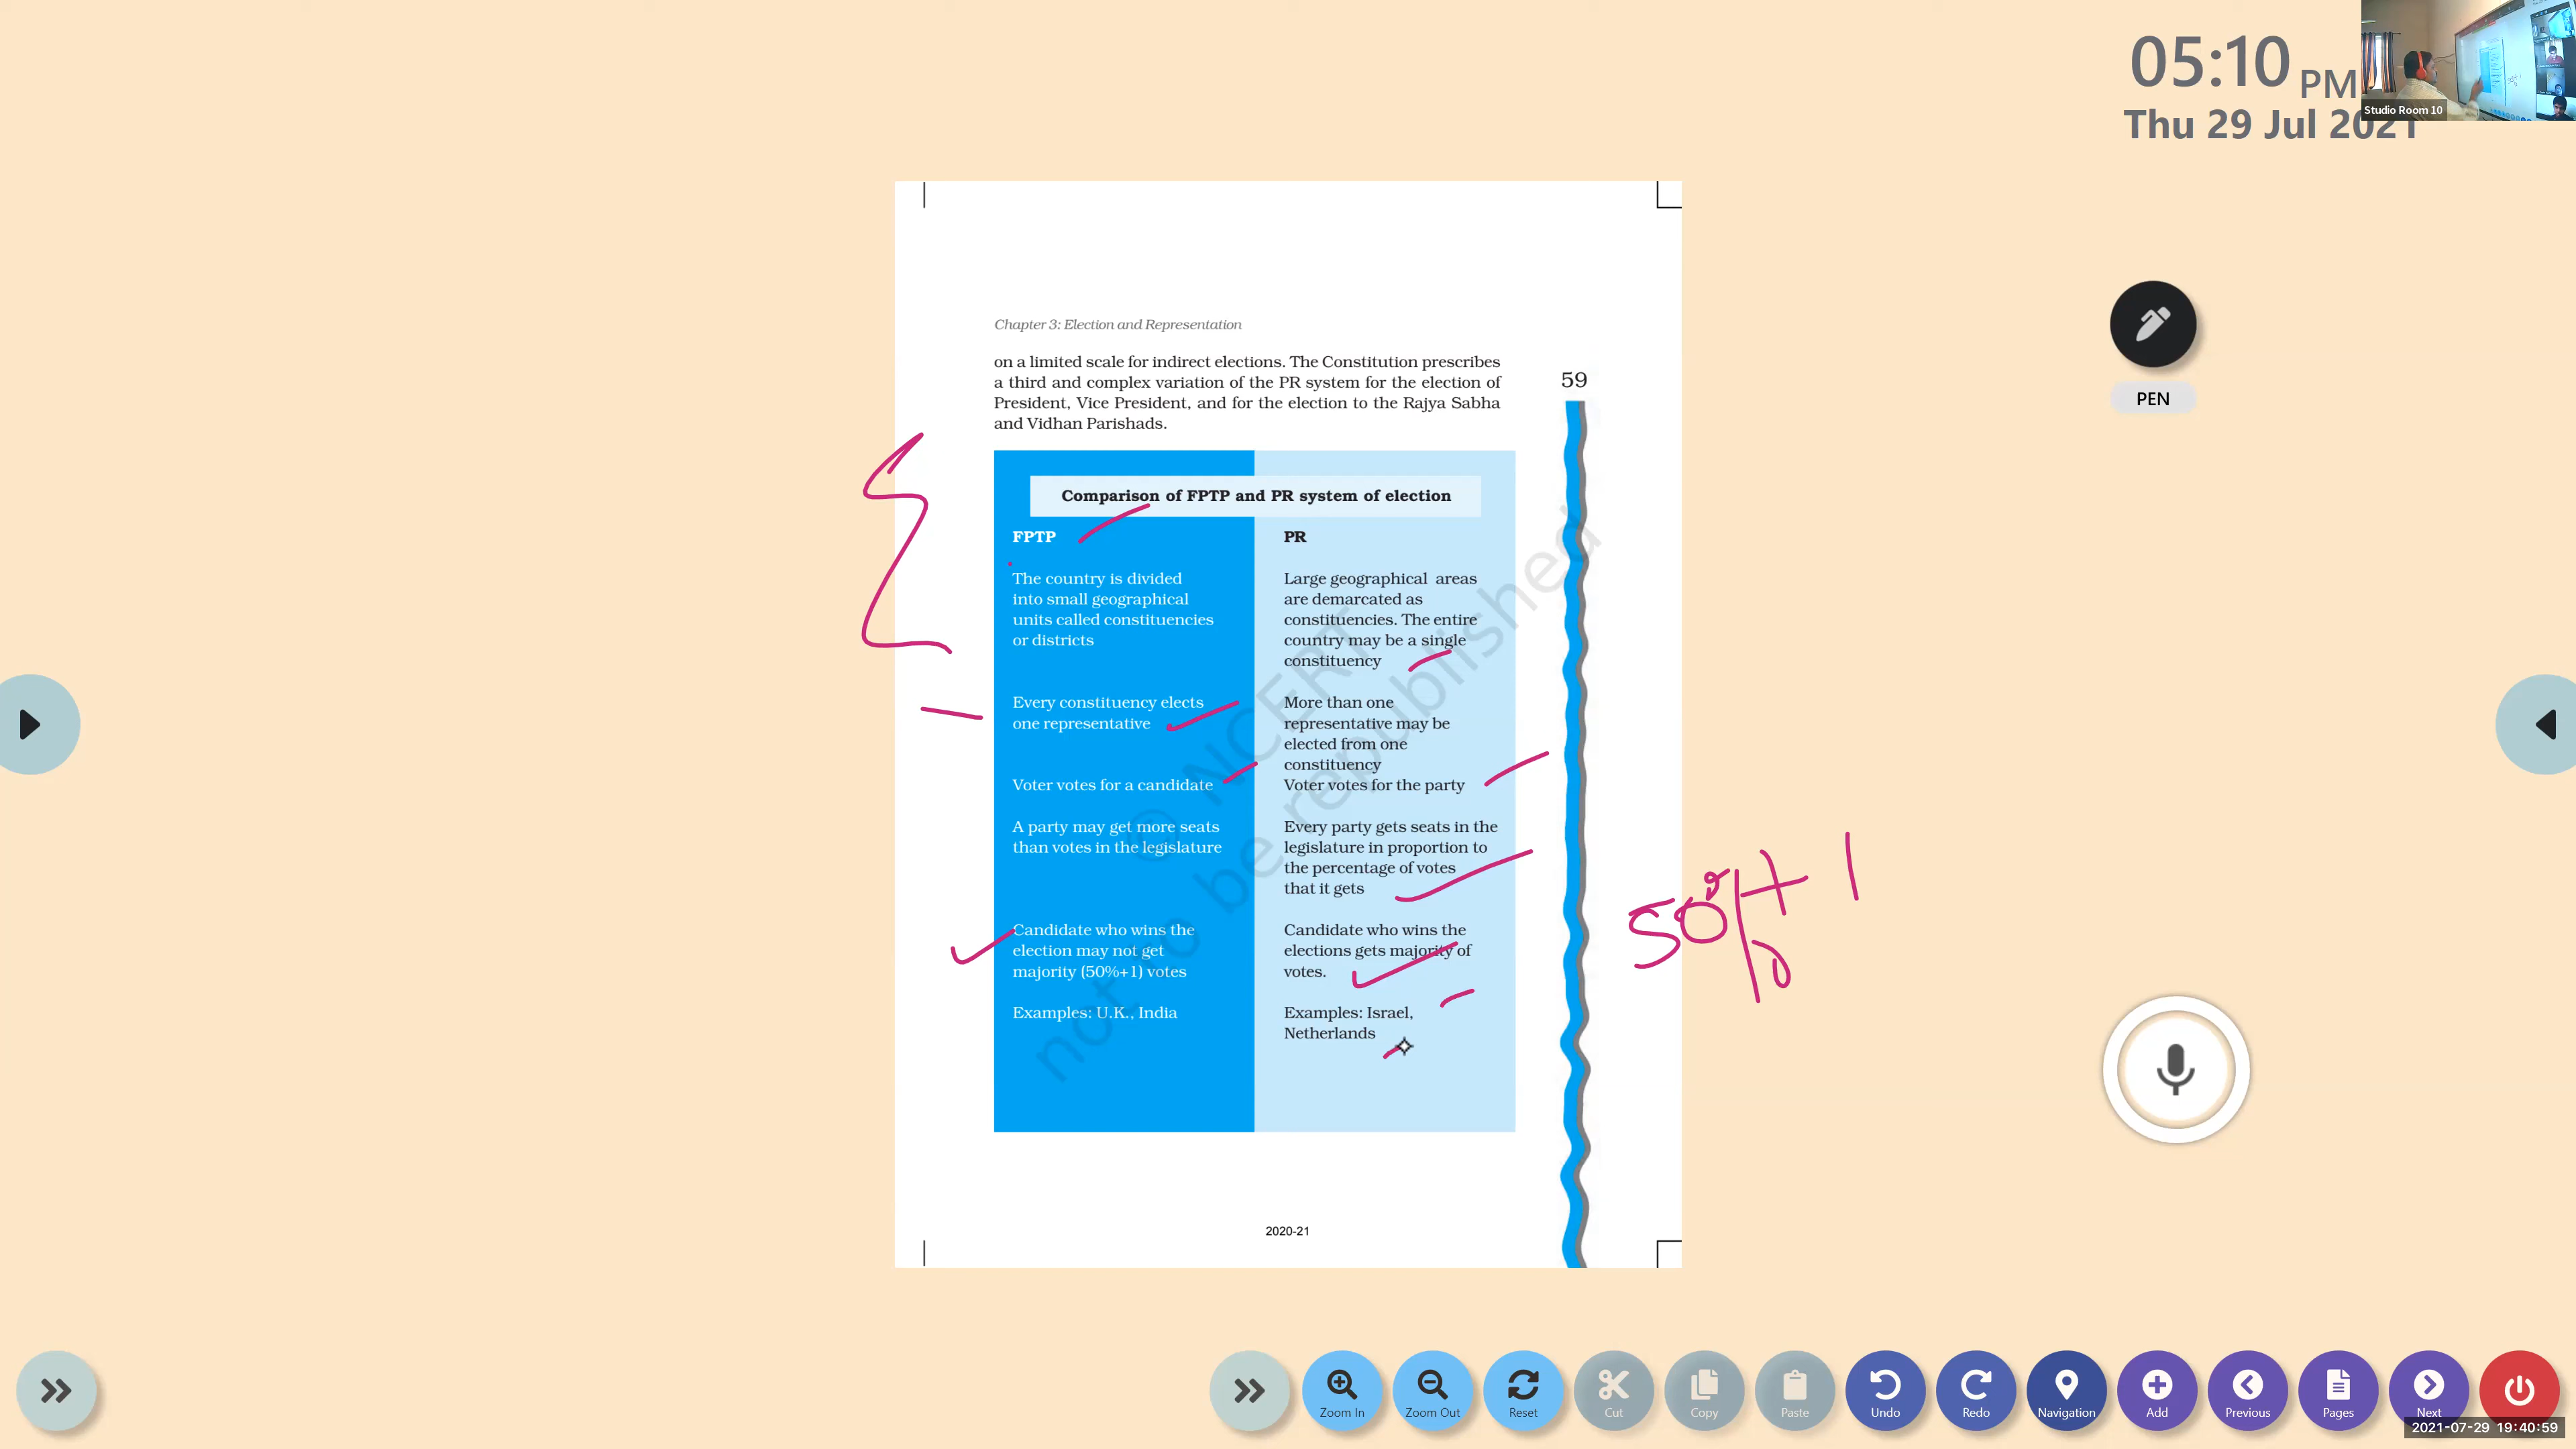 05:10 PM
Thu 29 Jul 2021
Studio Room 10
Chapter 3: Election and Representation
on a limited scale for indirect elections. The Constitution prescribes
a third and complex variation of the PR system for the election of
President, Vice President, and for the election to the Rajya Sabha
and Vidhan Parishads.
59
PEN
Comparison of FPTP and PR system of election
FPTP
The country is divided
into small geographical
units called constituencies
or districts
Every constituency elects
one representative
Voter votes for a candidate
A party may get more seats
than votes in the legislature
Candidate who wins the
election may not get
majority (50%+1) votes
Examples: U.K., India
PR
Large geographical areas
are demarcated as
constituencies. The entire
country may be a single
constituency
More than one
representative may be
elected from one
constituency
Voter votes for the party
Every party gets seats in the
legislature in proportion to
the percentage of votes
that it gets
Candidate who wins the
elections gets majority of
votes.
Examples: Israel,
Netherlands
© NCERT
not to be republished
50%+1
2020-21
Zoom In
Zoom Out
Reset
Cut
Copy
Paste
Undo
Redo
Navigation
Add
Previous
Pages
Next
2021-07-29 19:40:59